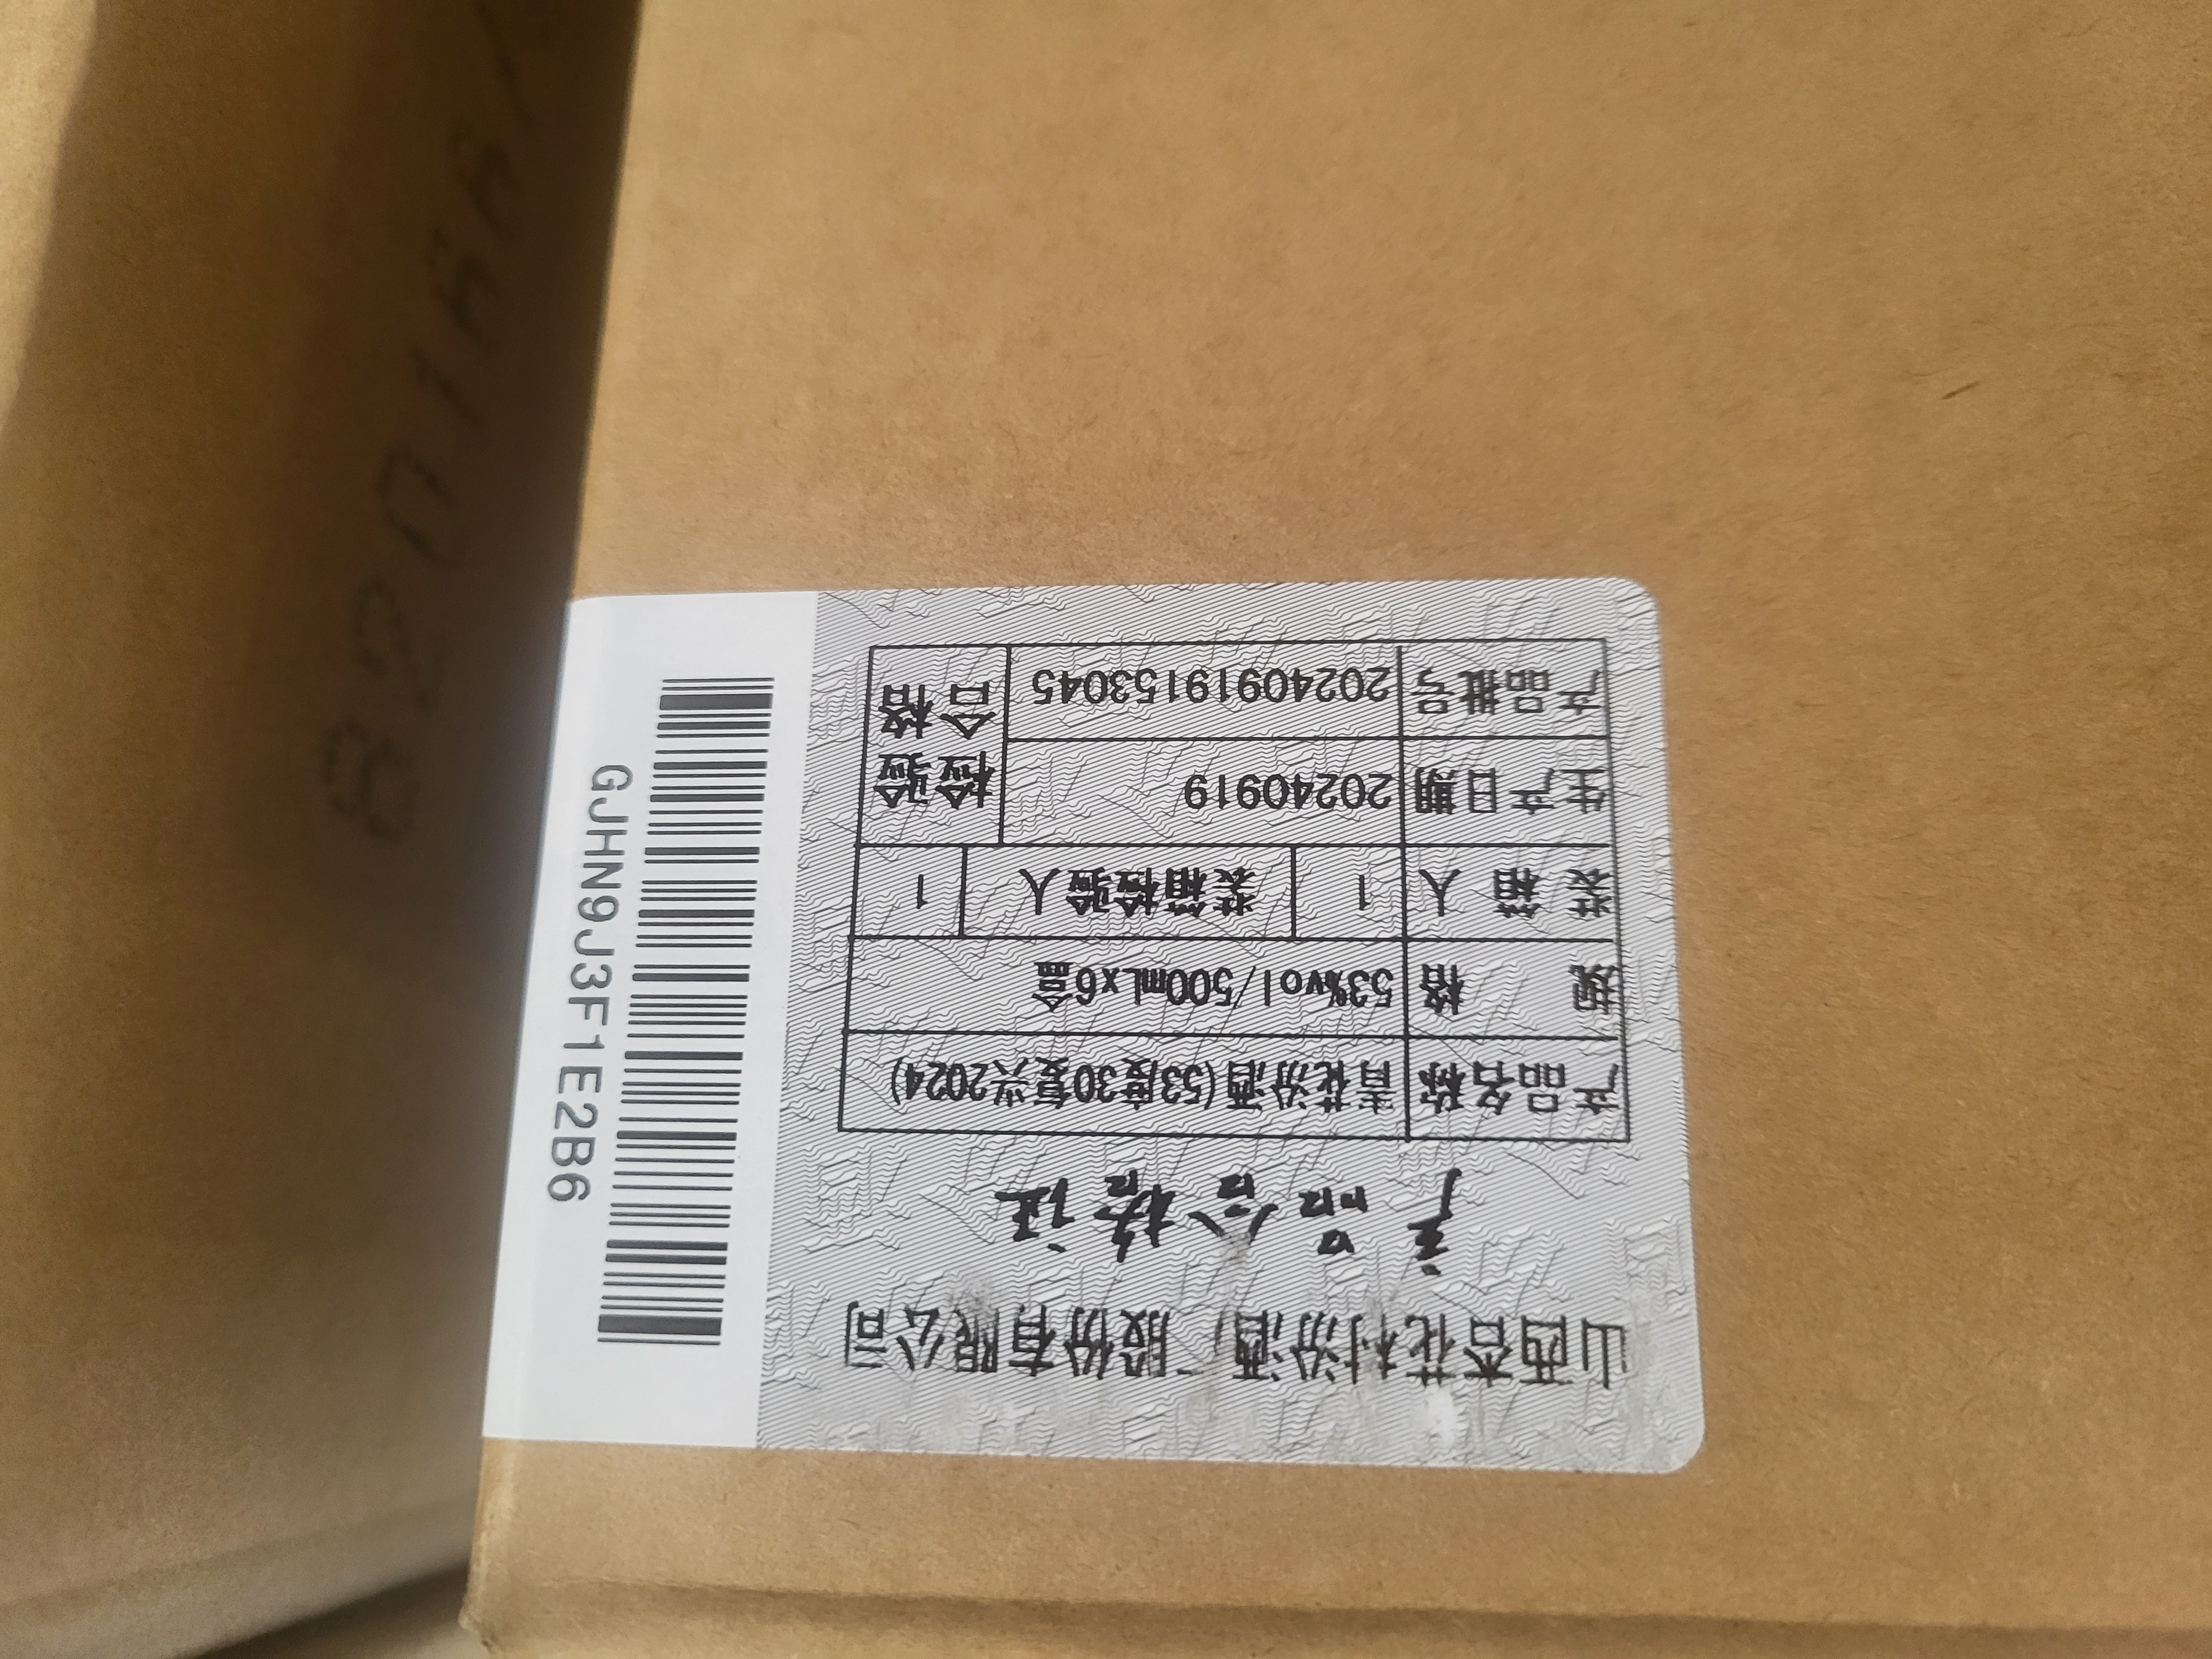 山西杏花村汾酒厂股份有限公司
产品合格证
产品名称 青花汾酒(53度30复兴2024)
规格 53%vol/500mLx6盒
装箱人 1 装箱检验人 1
生产日期 20240919
产品批号 20240919153045
检验
合格
GJHN9J3F1E2B6